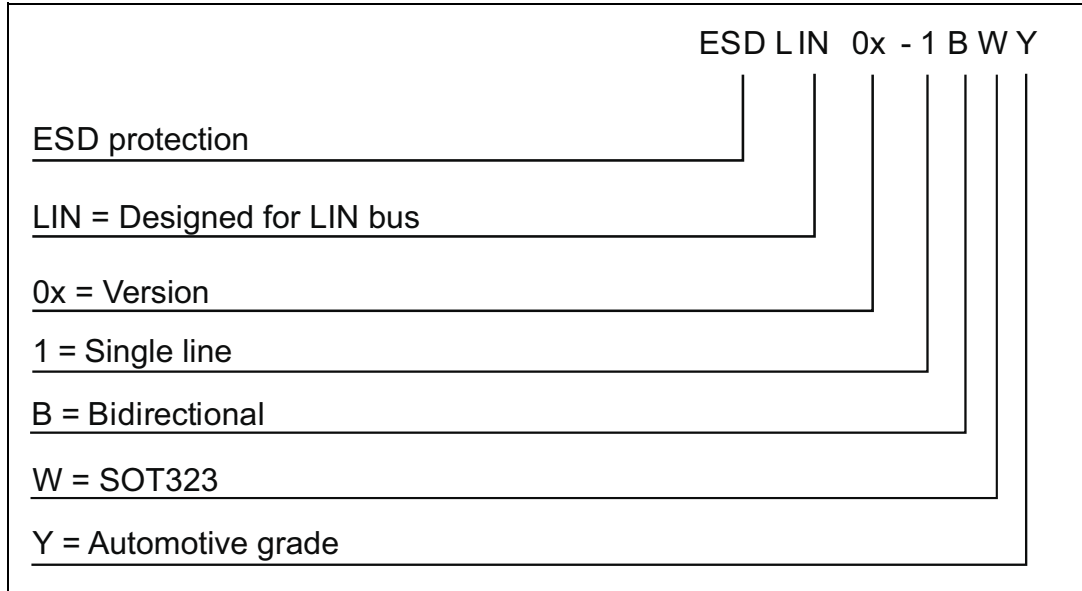 ESD LIN 0x - 1 B W Y
ESD protection
LIN = Designed for LIN bus
0x = Version
1 = Single line
B = Bidirectional
W = SOT323
Y = Automotive grade